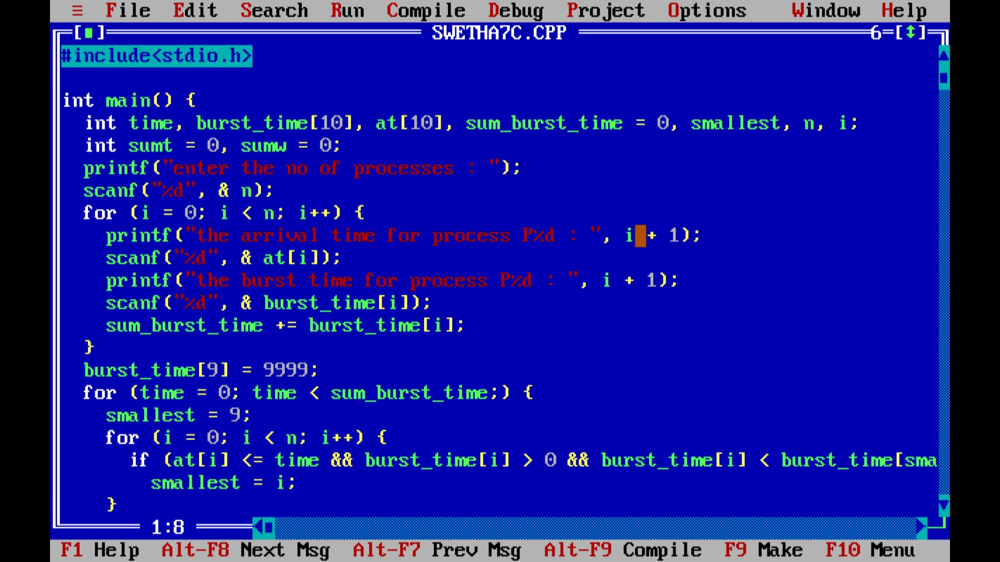 ≡ File Edit Search Run Compile Debug Project Options Window Help
[■] SWETHA7C.CPP 6=[↕]
#include<stdio.h>
int main() {
int time, burst_time[10], at[10], sum_burst_time = 0, smallest, n, i;
int sumt = 0, sumw = 0;
printf("enter the no of processes : ");
scanf("%d", & n);
for (i = 0; i < n; i++) {
printf("the arrival time for process P%d : ", i + 1);
scanf("%d", & at[i]);
printf("the burst time for process P%d : ", i + 1);
scanf("%d", & burst_time[i]);
sum_burst_time += burst_time[i];
}
burst_time[9] = 9999;
for (time = 0; time < sum_burst_time;) {
smallest = 9;
for (i = 0; i < n; i++) {
if (at[i] <= time && burst_time[i] > 0 && burst_time[i] < burst_time[sma
smallest = i;
}
1:8
F1 Help Alt-F8 Next Msg Alt-F7 Prev Msg Alt-F9 Compile F9 Make F10 Menu